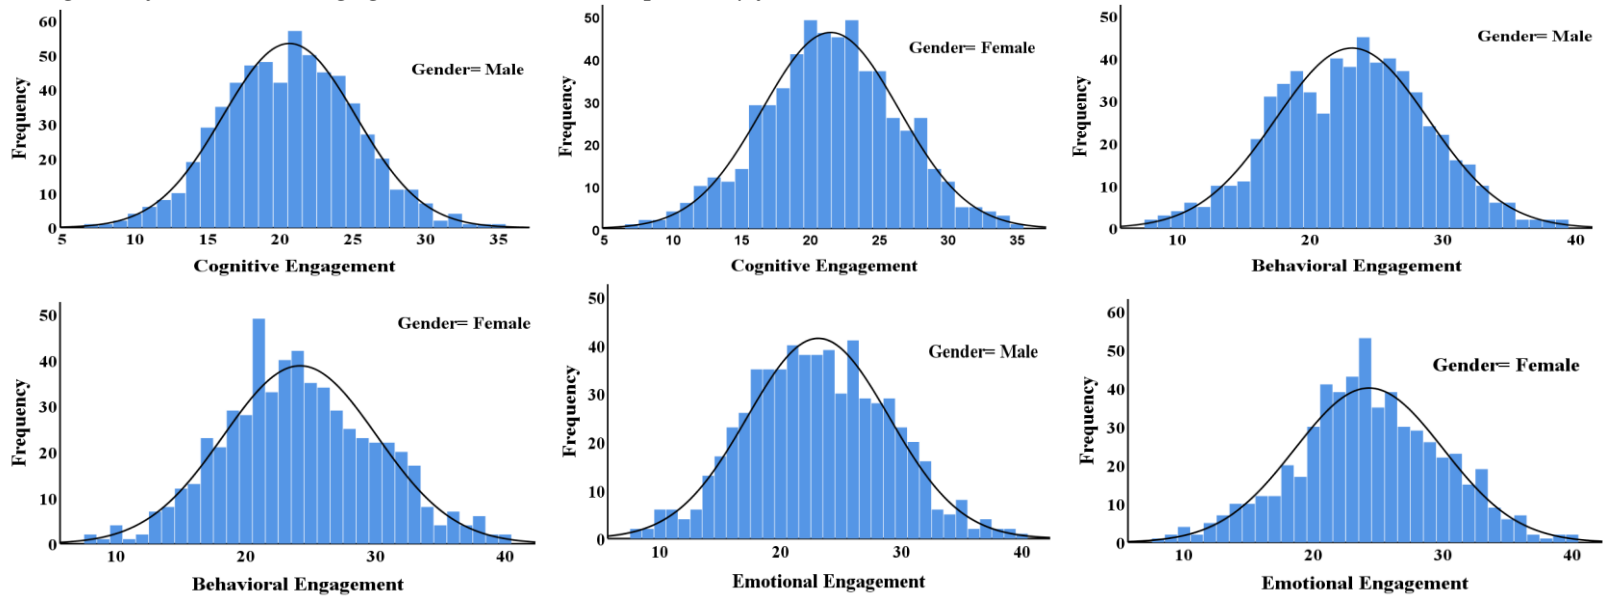 60
50
40
30
20
10
0
Frequency
Gender= Male
5 10 15 20 25 30 35
Cognitive Engagement
50
40
30
20
10
0
Frequency
Gender= Female
5 10 15 20 25 30 35
Cognitive Engagement
50
40
30
20
10
0
Frequency
Gender= Male
10 20 30 40
Behavioral Engagement
50
40
30
20
10
0
Frequency
Gender= Female
10 20 30 40
Behavioral Engagement
50
40
30
20
10
0
Frequency
Gender= Male
10 20 30 40
Emotional Engagement
60
50
40
30
20
10
0
Frequency
Gender= Female
10 20 30 40
Emotional Engagement